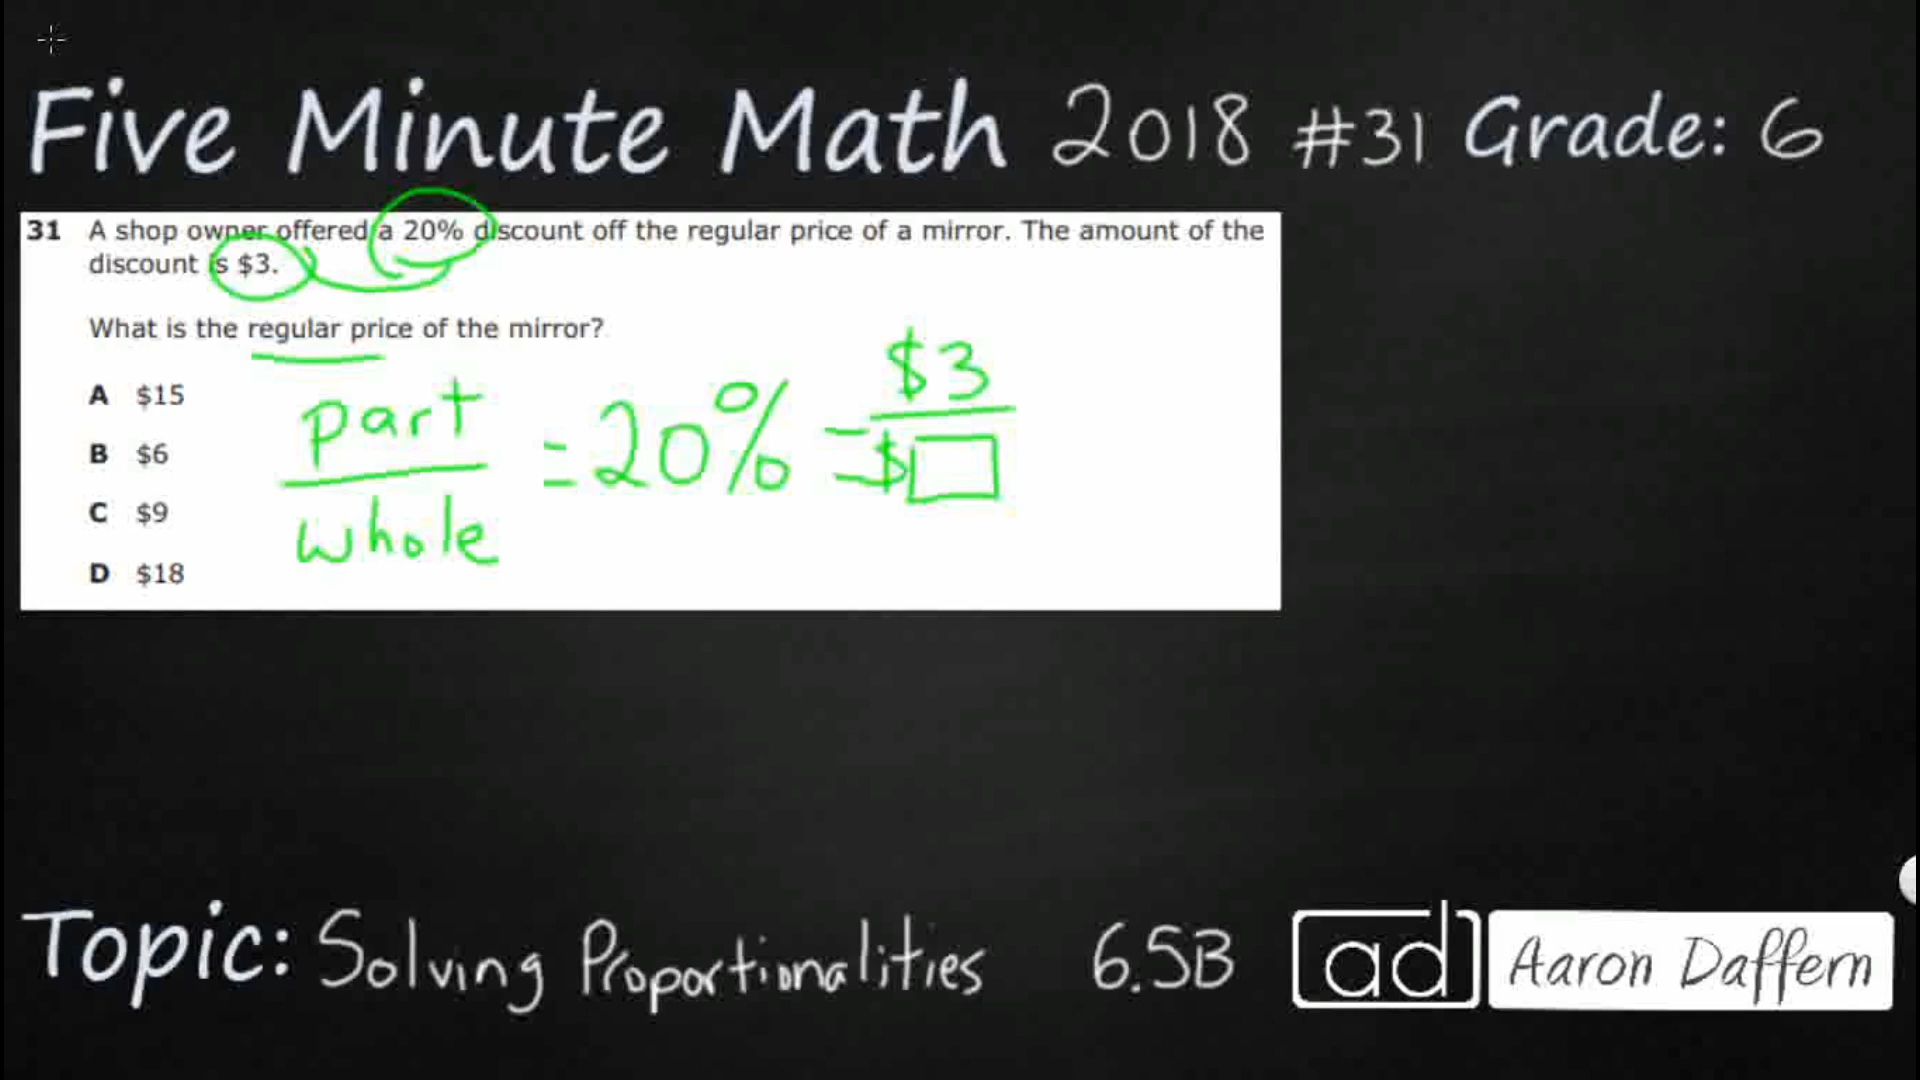 Five Minute Math 2018 #31 Grade: 6
31 A shop owner offered a 20% discount off the regular price of a mirror. The amount of the
discount is $3.
What is the regular price of the mirror?
A $15
B $6
C $9
D $18
part
whole
= 20% =
$3
$
Topic: Solving Proportionalities 6.5B ad Aaron Daffern